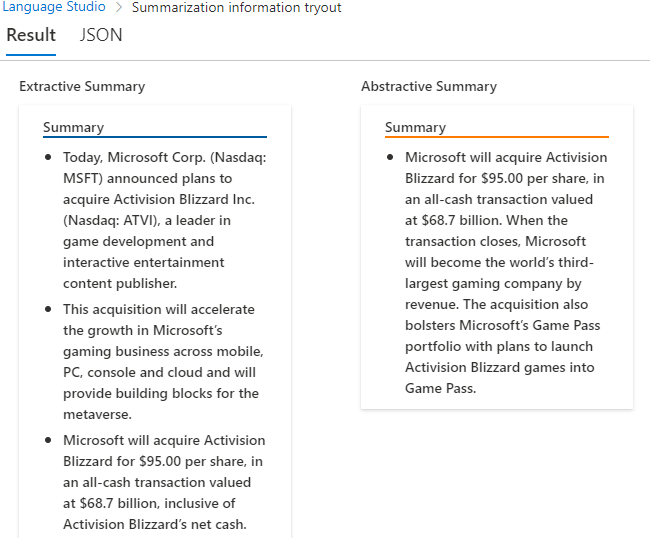 Language Studio > Summarization information tryout
Result JSON
Extractive Summary
Summary
• Today, Microsoft Corp. (Nasdaq:
MSFT) announced plans to
acquire Activision Blizzard Inc.
(Nasdaq: ATVI), a leader in
game development and
interactive entertainment
content publisher.
• This acquisition will accelerate
the growth in Microsoft's
gaming business across mobile,
PC, console and cloud and will
provide building blocks for the
metaverse.
• Microsoft will acquire Activision
Blizzard for $95.00 per share, in
an all-cash transaction valued
at $68.7 billion, inclusive of
Activision Blizzard's net cash.
Abstractive Summary
Summary
• Microsoft will acquire Activision
Blizzard for $95.00 per share, in
an all-cash transaction valued
at $68.7 billion. When the
transaction closes, Microsoft
will become the world's third-
largest gaming company by
revenue. The acquisition also
bolsters Microsoft's Game Pass
portfolio with plans to launch
Activision Blizzard games into
Game Pass.